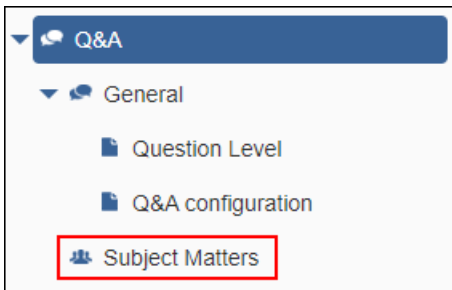 Q&A
General
Question Level
Q&A configuration
Subject Matters